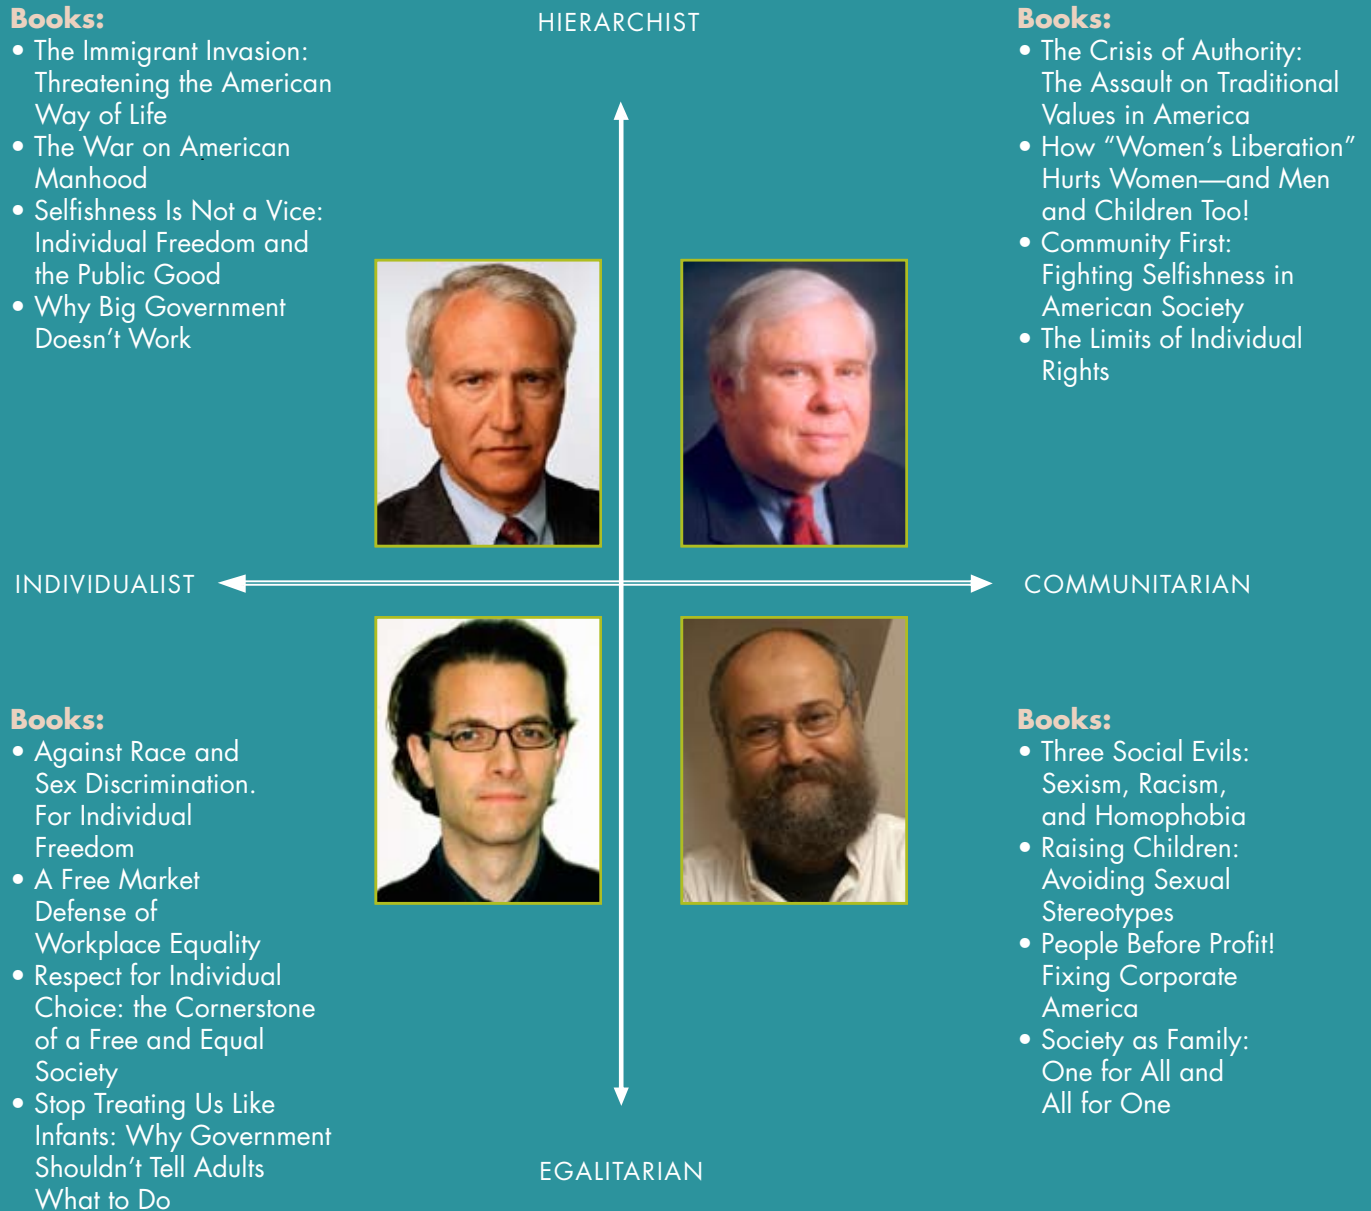 Books:
• The Immigrant Invasion:
Threatening the American
Way of Life
• The War on American
Manhood
• Selfishness Is Not a Vice:
Individual Freedom and
the Public Good
• Why Big Government
Doesn't Work
HIERARCHIST
Books:
• The Crisis of Authority:
The Assault on Traditional
Values in America
• How "Women's Liberation"
Hurts Women—and Men
and Children Too!
• Community First:
Fighting Selfishness in
American Society
• The Limits of Individual
Rights
INDIVIDUALIST
COMMUNITARIAN
Books:
• Against Race and
Sex Discrimination.
For Individual
Freedom
• A Free Market
Defense of
Workplace Equality
• Respect for Individual
Choice: the Cornerstone
of a Free and Equal
Society
• Stop Treating Us Like
Infants: Why Government
Shouldn't Tell Adults
What to Do
EGALITARIAN
Books:
• Three Social Evils:
Sexism, Racism,
and Homophobia
• Raising Children:
Avoiding Sexual
Stereotypes
• People Before Profit!
Fixing Corporate
America
• Society as Family:
One for All and
All for One